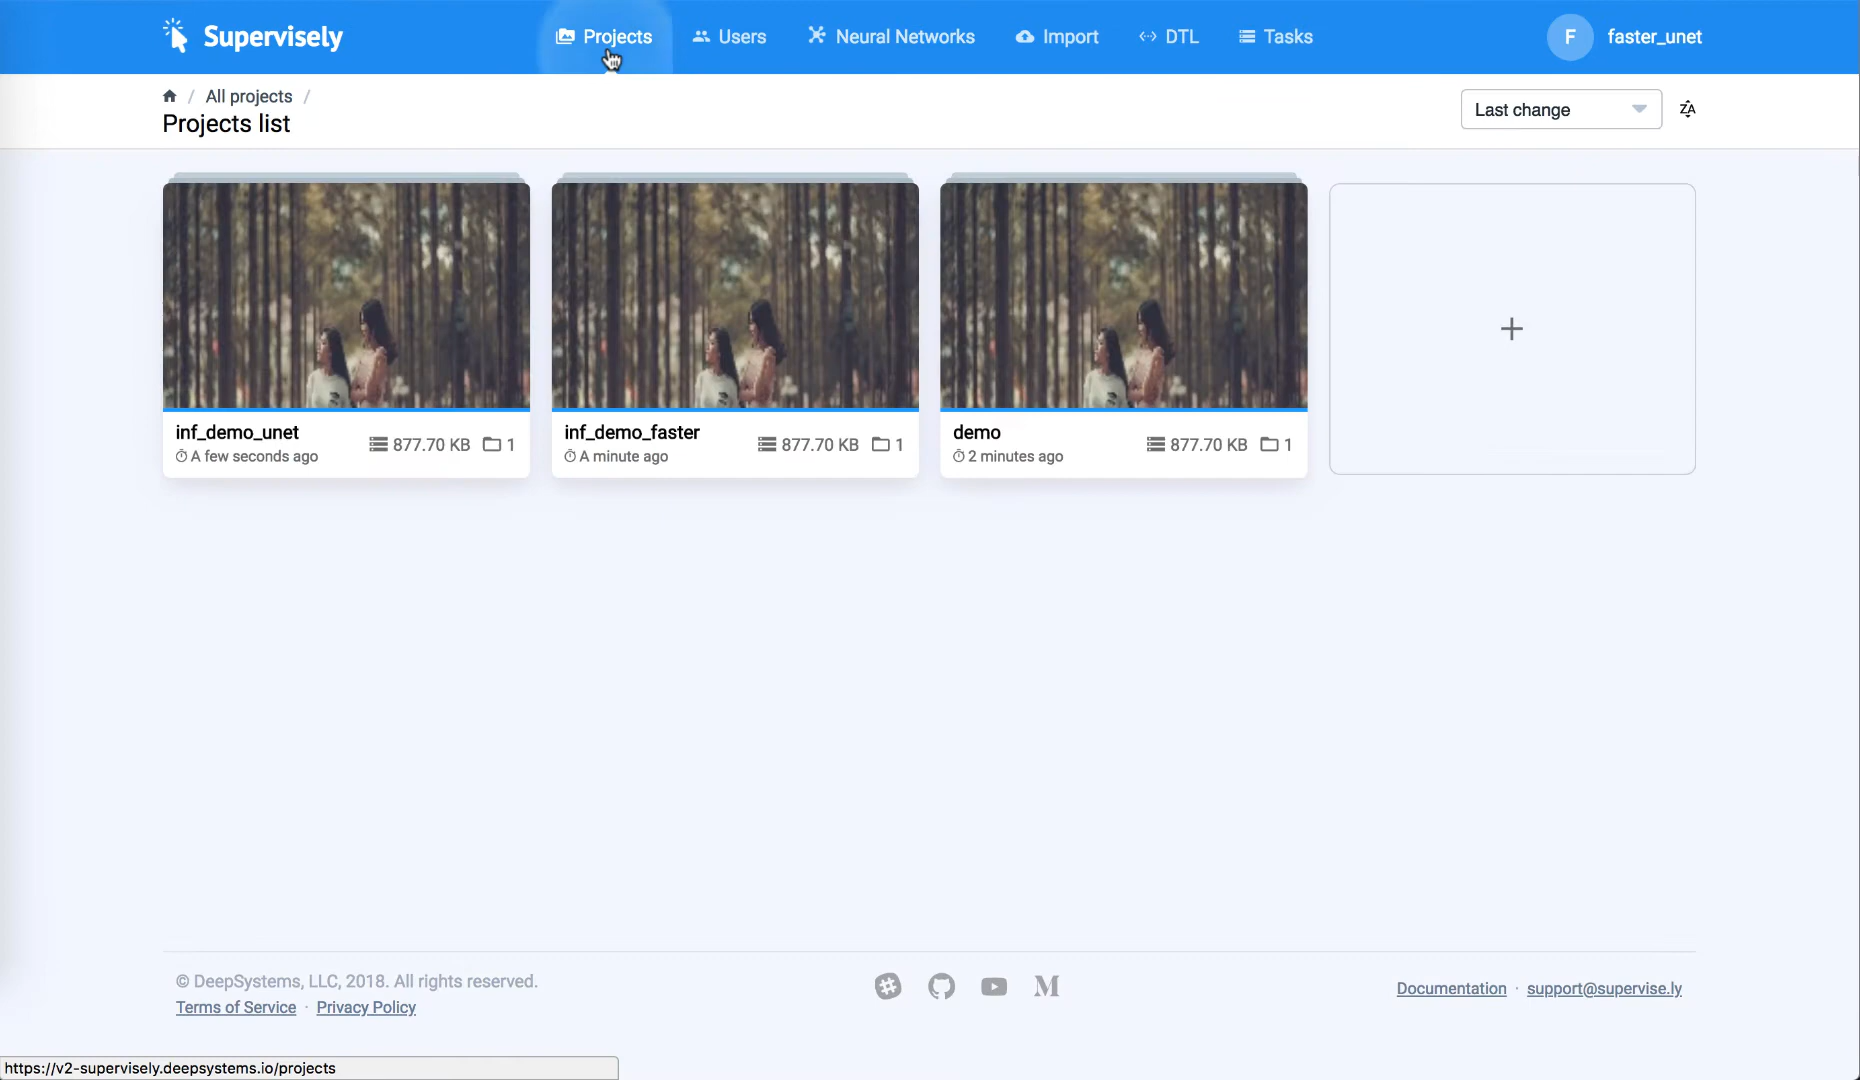 Supervisely
Projects
Users
Neural Networks
Import
DTL
Tasks
F
faster_unet
/ All projects /
Projects list
Last change
ZA
inf_demo_unet
A few seconds ago
877.70 KB
1
inf_demo_faster
A minute ago
877.70 KB
1
demo
2 minutes ago
877.70 KB
1
+
© DeepSystems, LLC, 2018. All rights reserved.
Terms of Service · Privacy Policy
M
Documentation · support@supervise.ly
https://v2-supervisely.deepsystems.io/projects